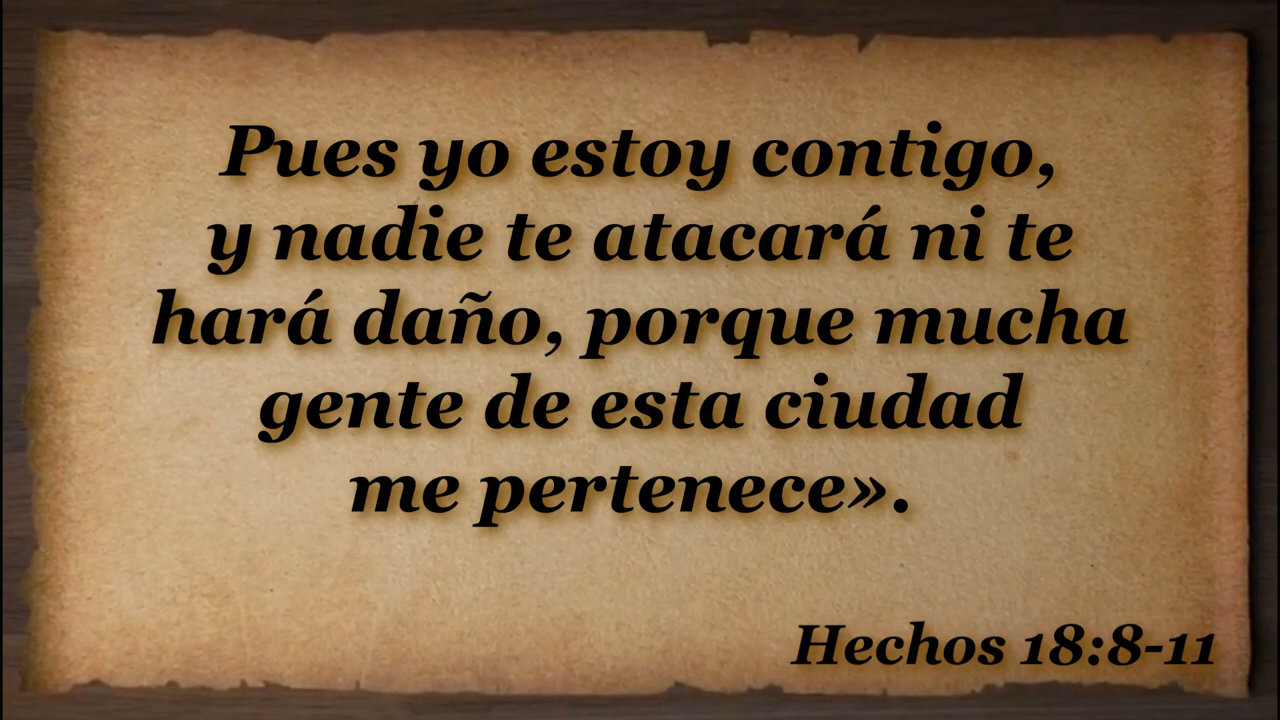 Pues yo estoy contigo,
y nadie te atacará ni te
hará daño, porque mucha
gente de esta ciudad
me pertenece».
Hechos 18:8-11